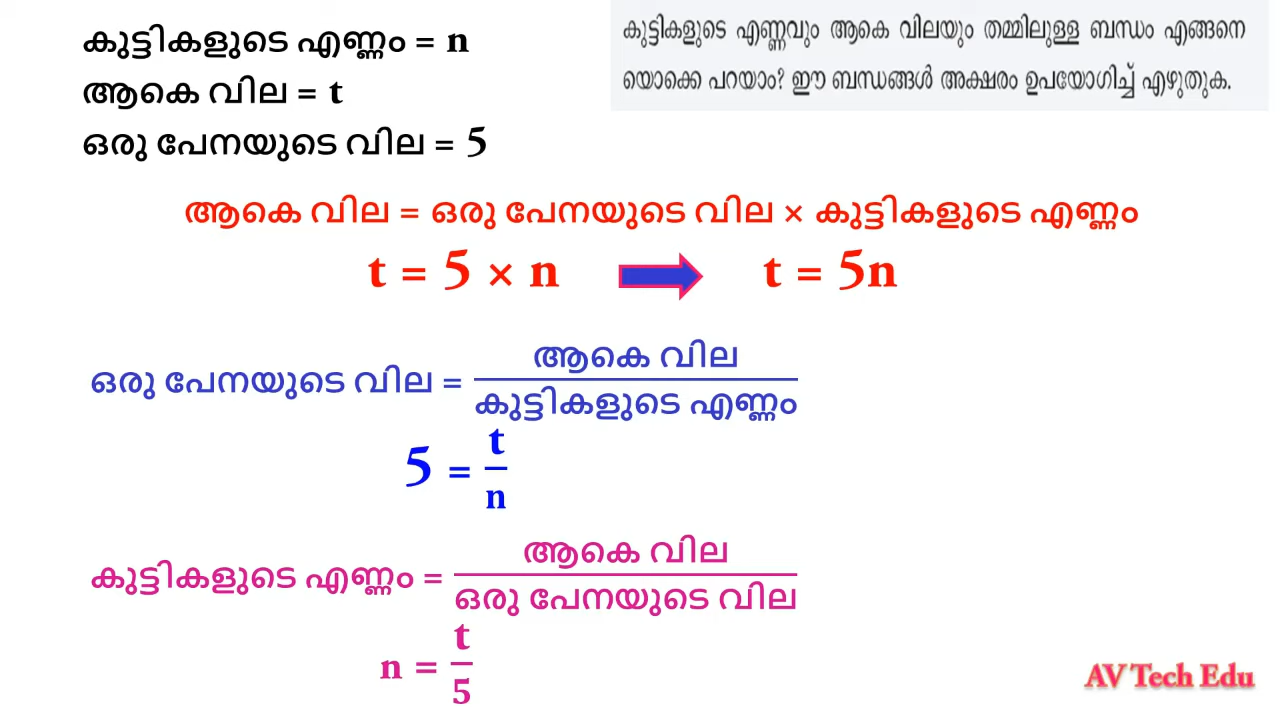 കുട്ടികളുടെ എണ്ണം = n
ആകെ വില = t
ഒരു പേനയുടെ വില = 5
കുട്ടികളുടെ എണ്ണവും ആകെ വിലയും തമ്മിലുള്ള ബന്ധം എങ്ങനെ
യൊക്കെ പറയാം? ഈ ബന്ധങ്ങൾ അക്ഷരം ഉപയോഗിച്ച് എഴുതുക.
ആകെ വില = ഒരു പേനയുടെ വില × കുട്ടികളുടെ എണ്ണം
t = 5 × n t = 5n
ആകെ വില
ഒരു പേനയുടെ വില =
കുട്ടികളുടെ എണ്ണം
t
5 =
n
ആകെ വില
കുട്ടികളുടെ എണ്ണം =
ഒരു പേനയുടെ വില
t
n =
5
AV Tech Edu